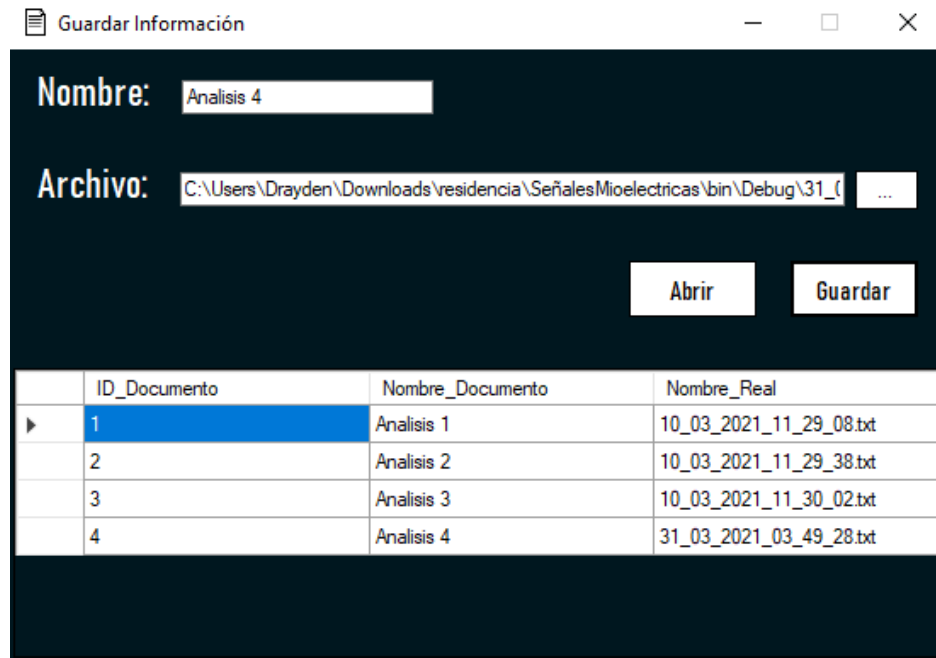 Guardar Información
Nombre: Analisis 4
Archivo: C:\Users\Drayden\Downloads\residencia\SeñalesMioelectricas\bin\Debug\31_ ...
Abrir Guardar
ID_Documento Nombre_Documento Nombre_Real
1 Analisis 1 10_03_2021_11_29_08.txt
2 Analisis 2 10_03_2021_11_29_38.txt
3 Analisis 3 10_03_2021_11_30_02.txt
4 Analisis 4 31_03_2021_03_49_28.txt